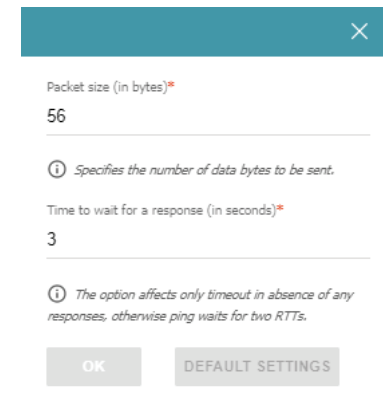 Packet size (in bytes)*
56
Specifies the number of data bytes to be sent.
Time to wait for a response (in seconds)*
3
The option affects only timeout in absence of any
responses, otherwise ping waits for two RTTs.
OK DEFAULT SETTINGS